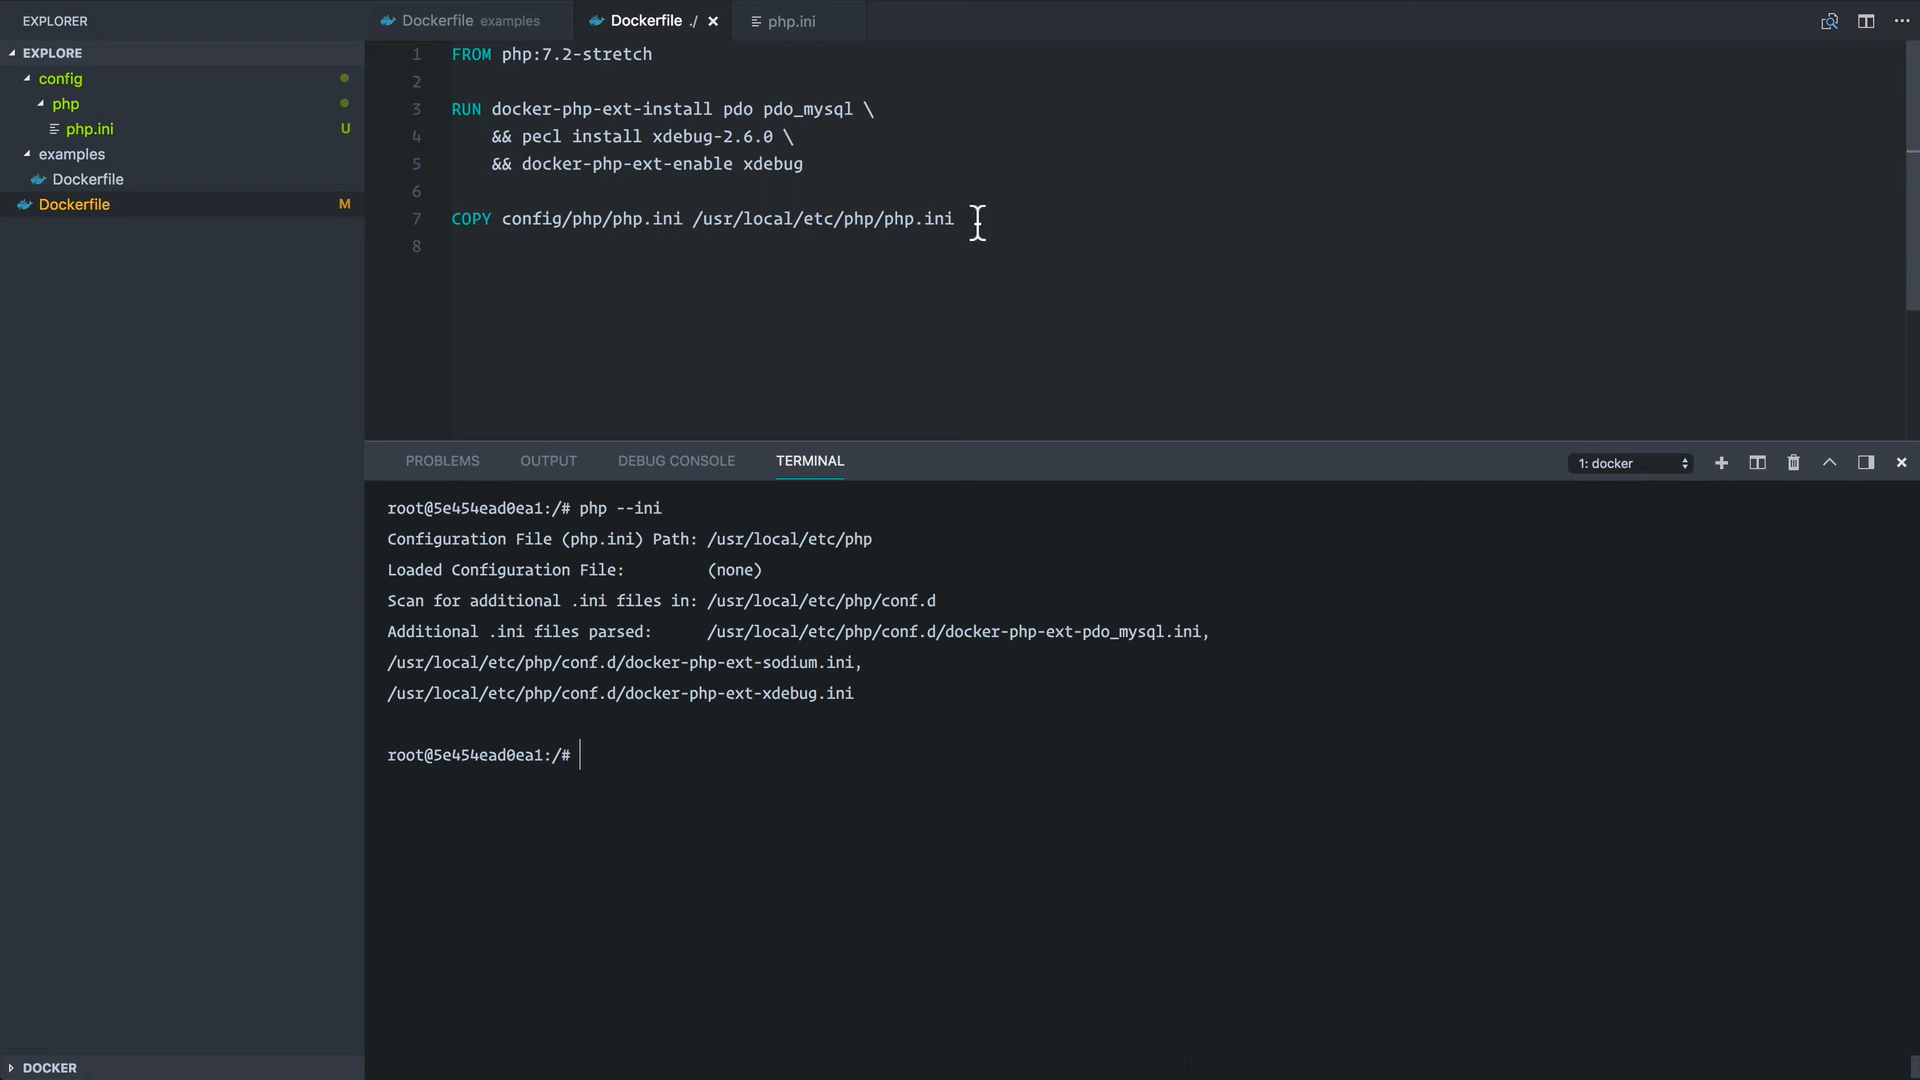 EXPLORER
EXPLORE
config
php
php.ini U
examples
Dockerfile
Dockerfile M
DOCKER
Dockerfile examples
Dockerfile ./
php.ini
1 FROM php:7.2-stretch
2
3 RUN docker-php-ext-install pdo pdo_mysql \
4 && pecl install xdebug-2.6.0 \
5 && docker-php-ext-enable xdebug
6
7 COPY config/php/php.ini /usr/local/etc/php/php.ini
8
PROBLEMS OUTPUT DEBUG CONSOLE TERMINAL
1: docker
root@5e454ead0ea1:/# php --ini
Configuration File (php.ini) Path: /usr/local/etc/php
Loaded Configuration File: (none)
Scan for additional .ini files in: /usr/local/etc/php/conf.d
Additional .ini files parsed: /usr/local/etc/php/conf.d/docker-php-ext-pdo_mysql.ini,
/usr/local/etc/php/conf.d/docker-php-ext-sodium.ini,
/usr/local/etc/php/conf.d/docker-php-ext-xdebug.ini
root@5e454ead0ea1:/#